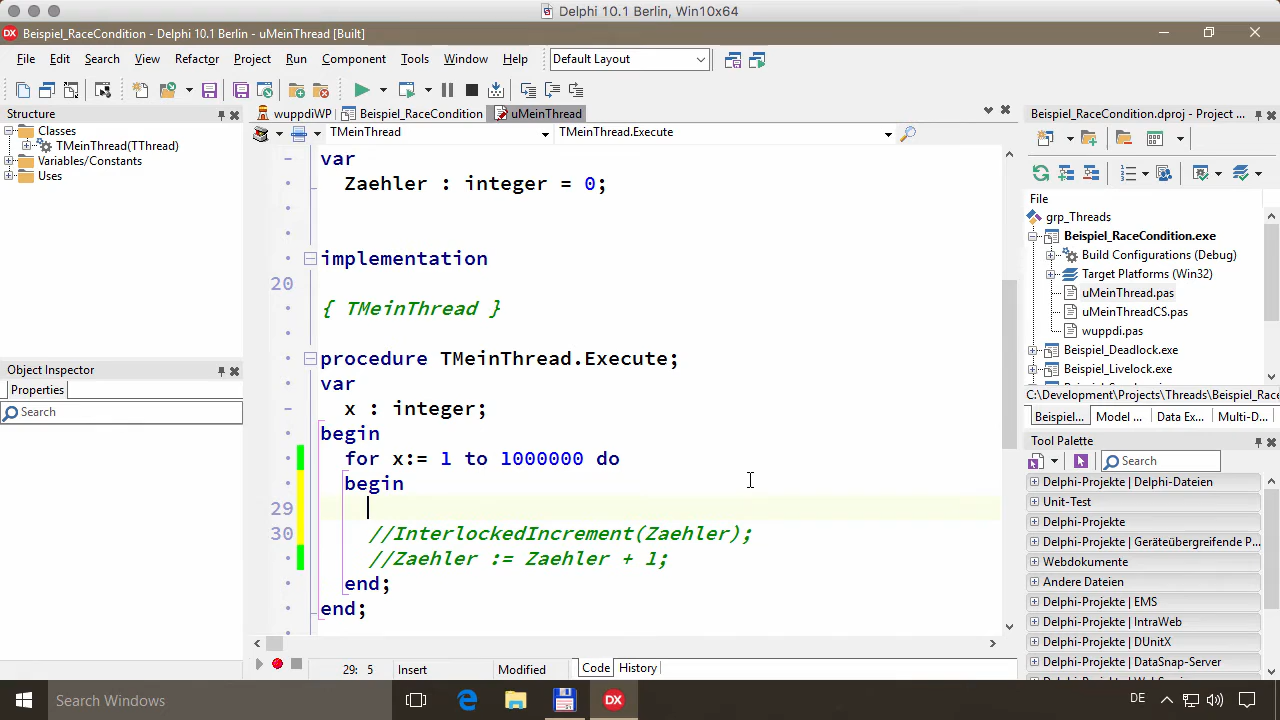 Delphi 10.1 Berlin, Win10x64
DX Beispiel_RaceCondition - Delphi 10.1 Berlin - uMeinThread [Built]
File Edit Search View Refactor Project Run Component Tools Window Help Default Layout
Structure
Classes
TMeinThread(TThread)
Variables/Constants
Uses
Object Inspector
Properties
Search
wuppdiWP Beispiel_RaceCondition uMeinThread
TMeinThread TMeinThread.Execute
var
Zaehler : integer = 0;
implementation
20
{ TMeinThread }
procedure TMeinThread.Execute;
var
x : integer;
begin
for x:= 1 to 1000000 do
begin
29
30 //InterlockedIncrement(Zaehler);
//Zaehler := Zaehler + 1;
end;
end;
29: 5 Insert Modified Code History
Beispiel_RaceCondition.dproj - Project ...
File
grp_Threads
Beispiel_RaceCondition.exe
Build Configurations (Debug)
Target Platforms (Win32)
uMeinThread.pas
uMeinThreadCS.pas
wuppdi.pas
Beispiel_Deadlock.exe
Beispiel_Livelock.exe
C:\Development\Projects\Threads\Beispiel_Race
Beispiel... Model ... Data Ex... Multi-D...
Tool Palette
Search
Delphi-Projekte | Delphi-Dateien
Unit-Test
Delphi-Projekte
Delphi-Projekte | Geräteübergreifende P...
Webdokumente
Andere Dateien
Delphi-Projekte | EMS
Delphi-Projekte | IntraWeb
Delphi-Projekte | DUnitX
Delphi-Projekte | DataSnap-Server
Search Windows DX DE